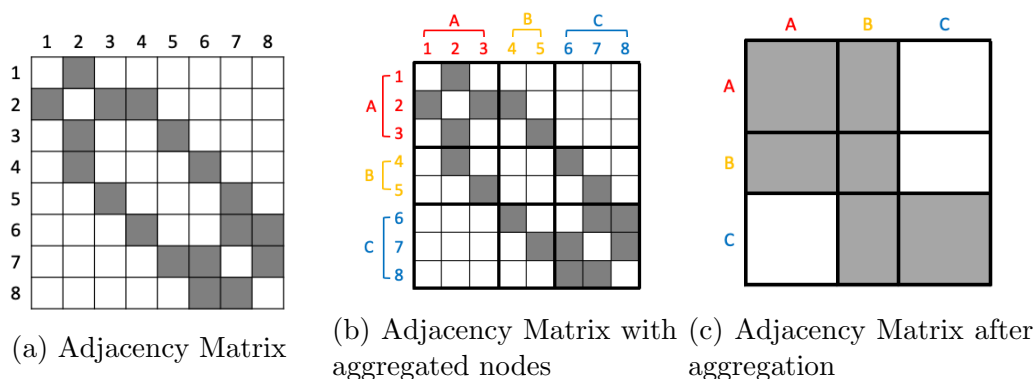 1 2 3 4 5 6 7 8
1
2
3
4
5
6
7
8
(a) Adjacency Matrix
A B C
1 2 3 4 5 6 7 8
A
1
2
3
B
4
5
C
6
7
8
(b) Adjacency Matrix with
aggregated nodes
A B C
A
B
C
(c) Adjacency Matrix after
aggregation